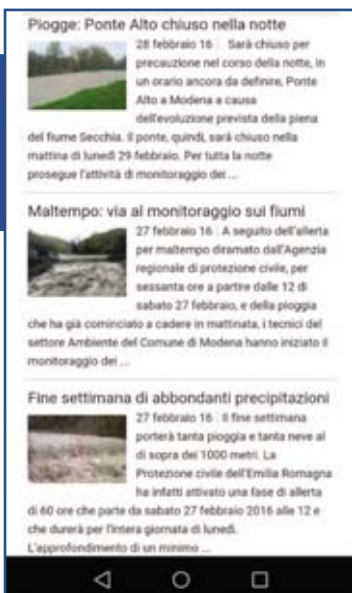 Piogge: Ponte Alto chiuso nella notte
28 febbraio 16 | Sarà chiuso per
precauzione nel corso della notte, in
un orario ancora da definire, Ponte
Alto a Modena a causa
dell'evoluzione prevista della piena
del fiume Secchia. Il ponte, quindi, sarà chiuso nella
mattina di lunedì 29 febbraio. Per tutta la notte
prosegue l'attività di monitoraggio dei ...
Maltempo: via al monitoraggio sui fiumi
27 febbraio 16 | A seguito dell'allerta
per maltempo diramato dall'Agenzia
regionale di protezione civile, per
sessanta ore a partire dalle 12 di
sabato 27 febbraio, e della pioggia
che ha già cominciato a cadere in mattinata, i tecnici del
settore Ambiente del Comune di Modena hanno iniziato il
monitoraggio dei ...
Fine settimana di abbondanti precipitazioni
27 febbraio 16 | Il fine settimana
porterà tanta pioggia e tanta neve al
di sopra dei 1000 metri. La
Protezione civile dell'Emilia Romagna
ha infatti attivato una fase di allerta
di 60 ore che parte da sabato 27 febbraio 2016 alle 12 e
che durerà per l'intera giornata di lunedì.
L'approfondimento di un minimo ...